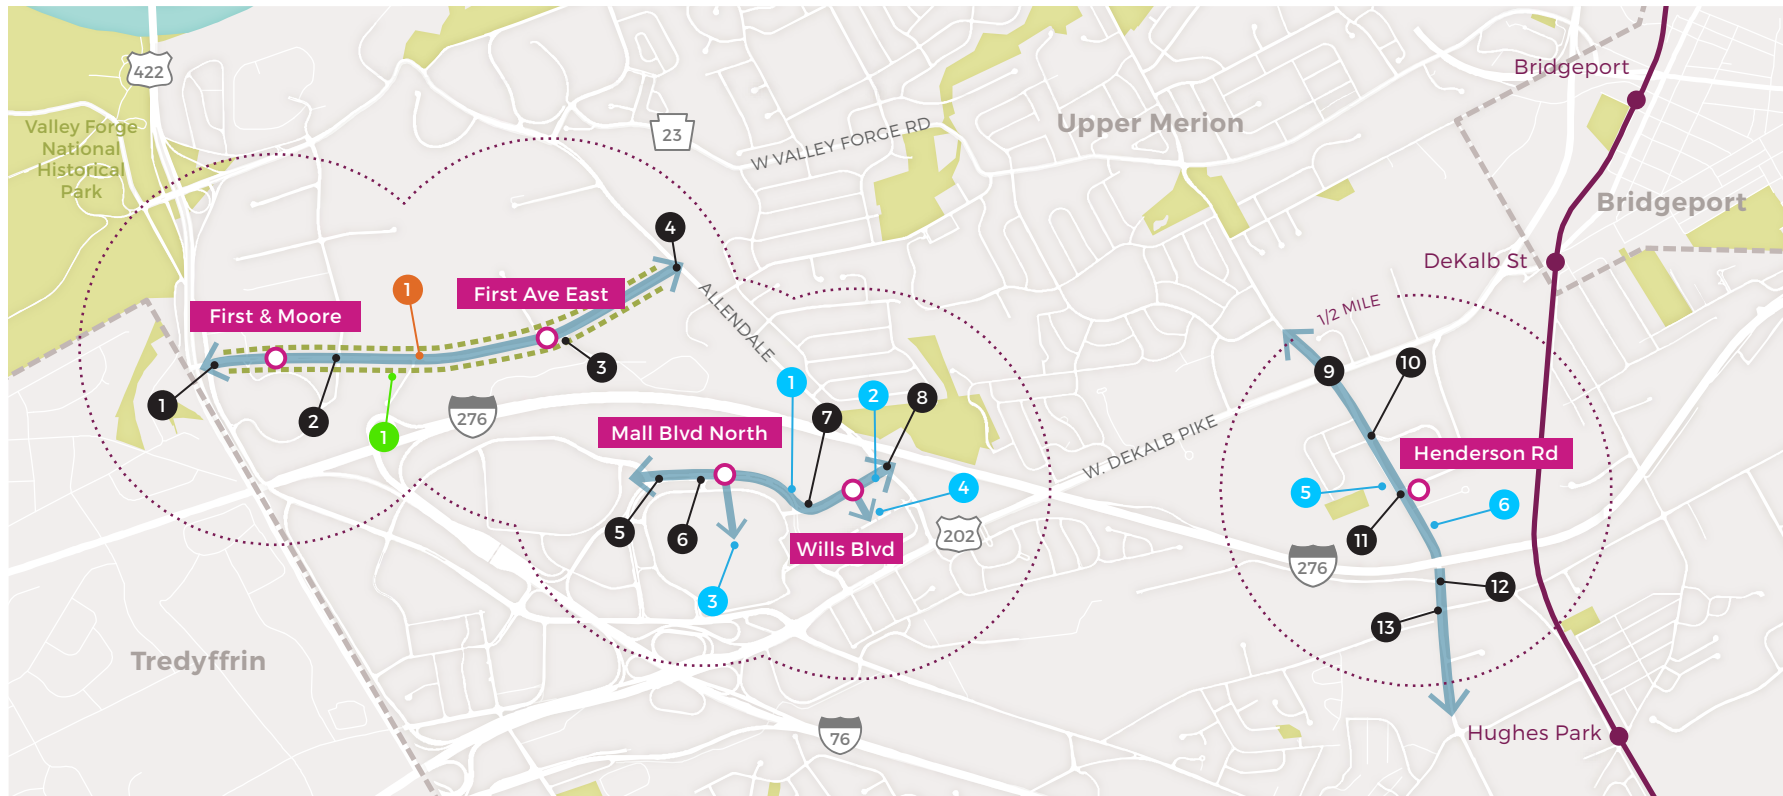 Bridgeport
422
Valley Forge
National
Historical
Park
23
W VALLEY FORGE RD
Upper Merion
Bridgeport
4
DeKalb St
1
First Ave East
First & Moore
ALLENDALE
1/2 MILE
3
9
10
1
2
1
276
1
2
8
7
Mall Blvd North
W. DEKALB PIKE
Henderson Rd
4
5
6
5
6
202
11
Wills Blvd
276
12
3
13
Tredyffrin
76
Hughes Park